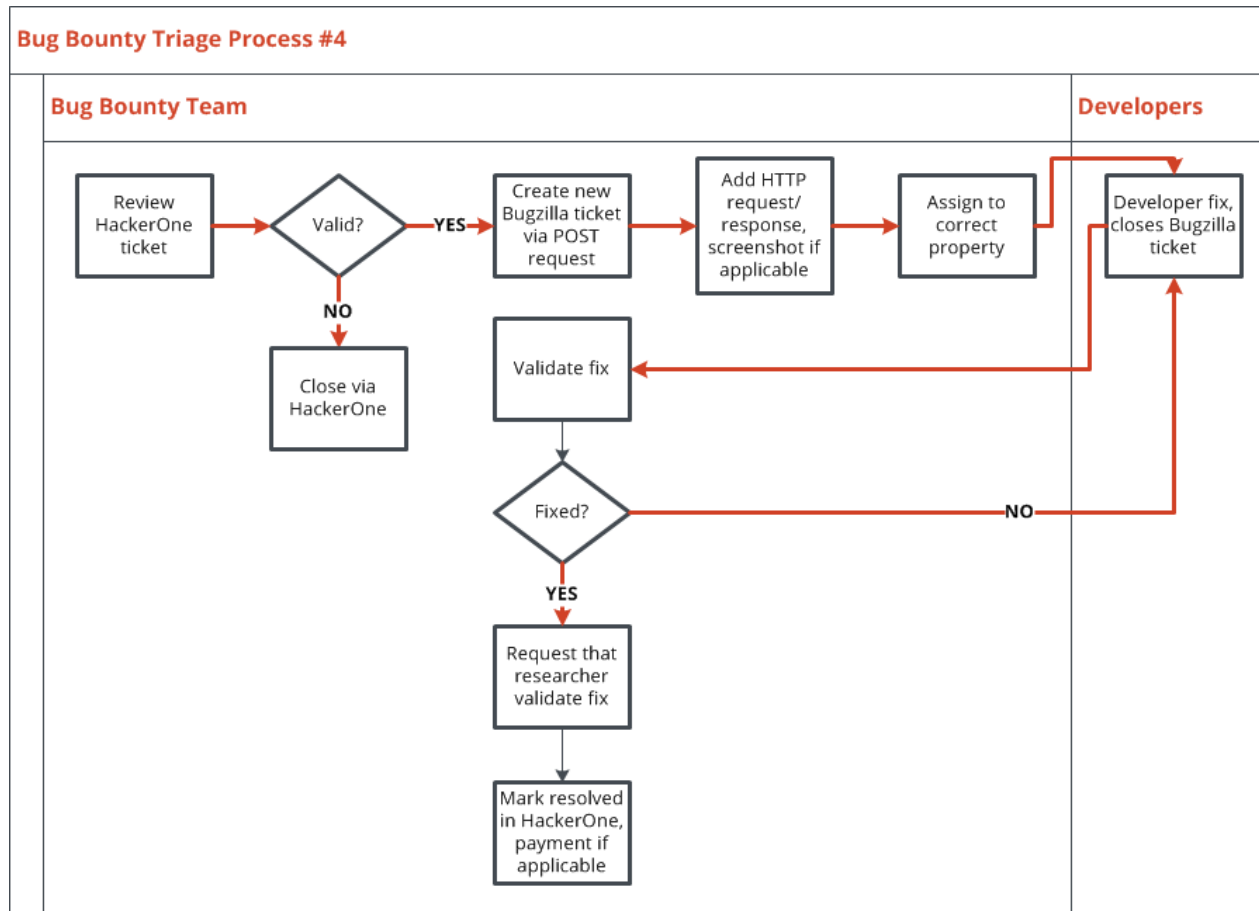 Bug Bounty Triage Process #4
Bug Bounty Team
Developers
Review
HackerOne
ticket
Valid?
YES
Create new
Bugzilla ticket
via POST
request
Add HTTP
request/
response,
screenshot if
applicable
Assign to
correct
property
Developer fix,
closes Bugzilla
ticket
NO
Close via
HackerOne
Validate fix
Fixed?
NO
YES
Request that
researcher
validate fix
Mark resolved
in HackerOne,
payment if
applicable